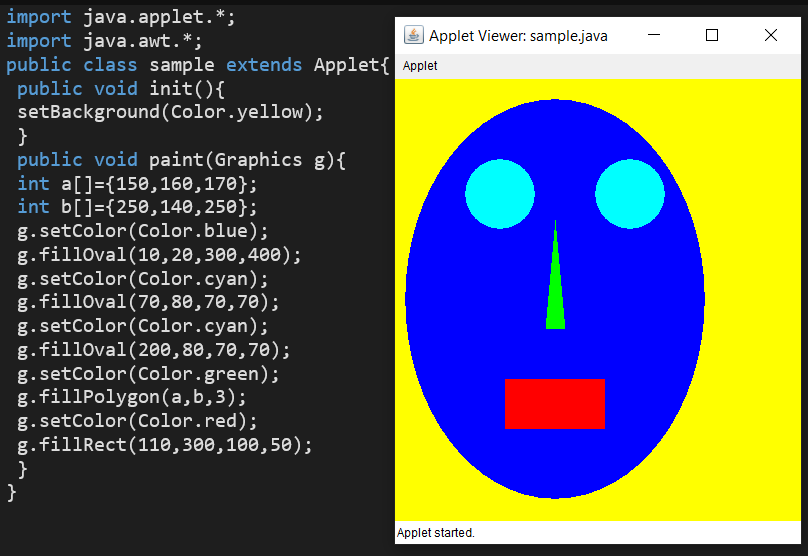 import java.applet.*;
import java.awt.*;
public class sample extends Applet{
public void init(){
setBackground(Color.yellow);
}
public void paint(Graphics g){
int a[]={150,160,170};
int b[]={250,140,250};
g.setColor(Color.blue);
g.fillOval(10,20,300,400);
g.setColor(Color.cyan);
g.fillOval(70,80,70,70);
g.setColor(Color.cyan);
g.fillOval(200,80,70,70);
g.setColor(Color.green);
g.fillPolygon(a,b,3);
g.setColor(Color.red);
g.fillRect(110,300,100,50);
}
}
Applet Viewer: sample.java
Applet
Applet started.